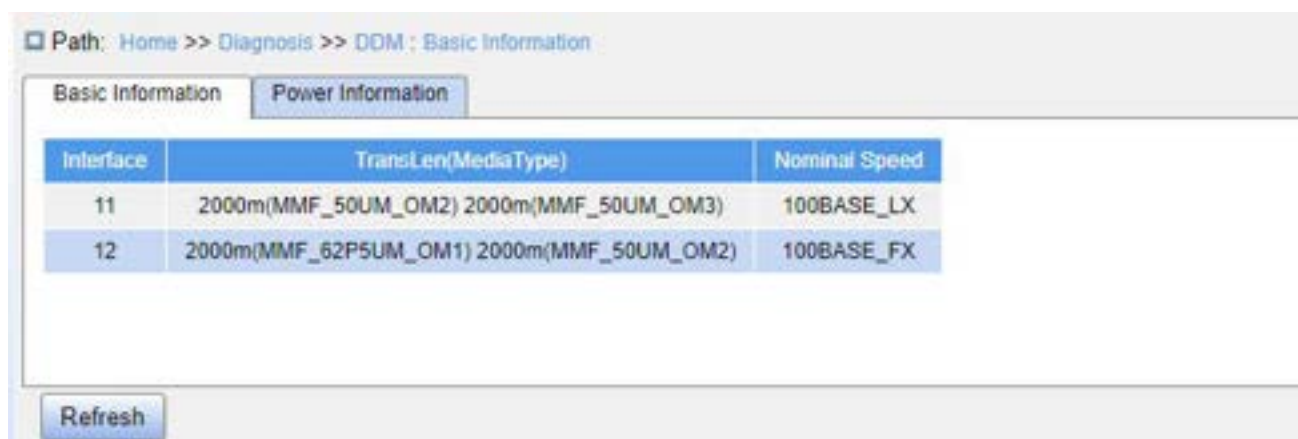 Path: Home >> Diagnosis >> DDM : Basic Information
Basic Information Power Information
Interface TransLen(MediaType) Nominal Speed
11 2000m(MMF_50UM_OM2) 2000m(MMF_50UM_OM3) 100BASE_LX
12 2000m(MMF_62P5UM_OM1) 2000m(MMF_50UM_OM2) 100BASE_FX
Refresh